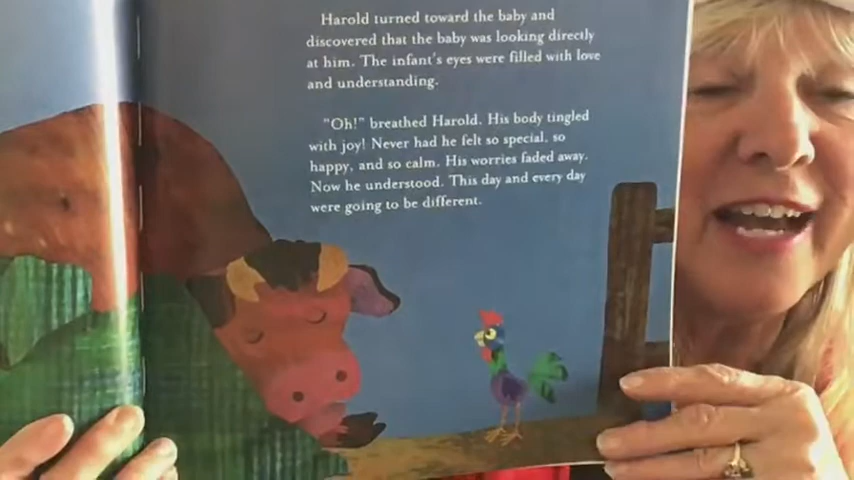 Harold turned toward the baby and
discovered that the baby was looking directly
at him. The infant's eyes were filled with love
and understanding.
"Oh!" breathed Harold. His body tingled
with joy! Never had he felt so special, so
happy, and so calm. His worries faded away.
Now he understood. This day and every day
were going to be different.